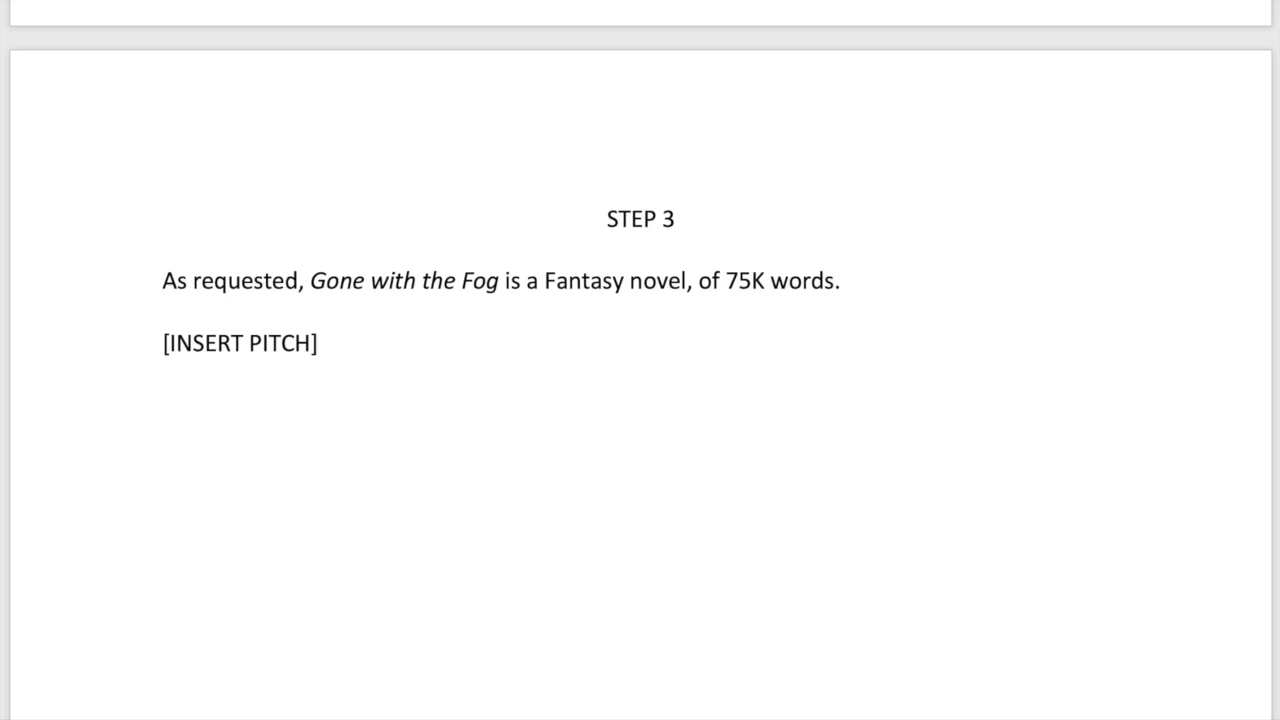 STEP 3
As requested, Gone with the Fog is a Fantasy novel, of 75K words.
[INSERT PITCH]